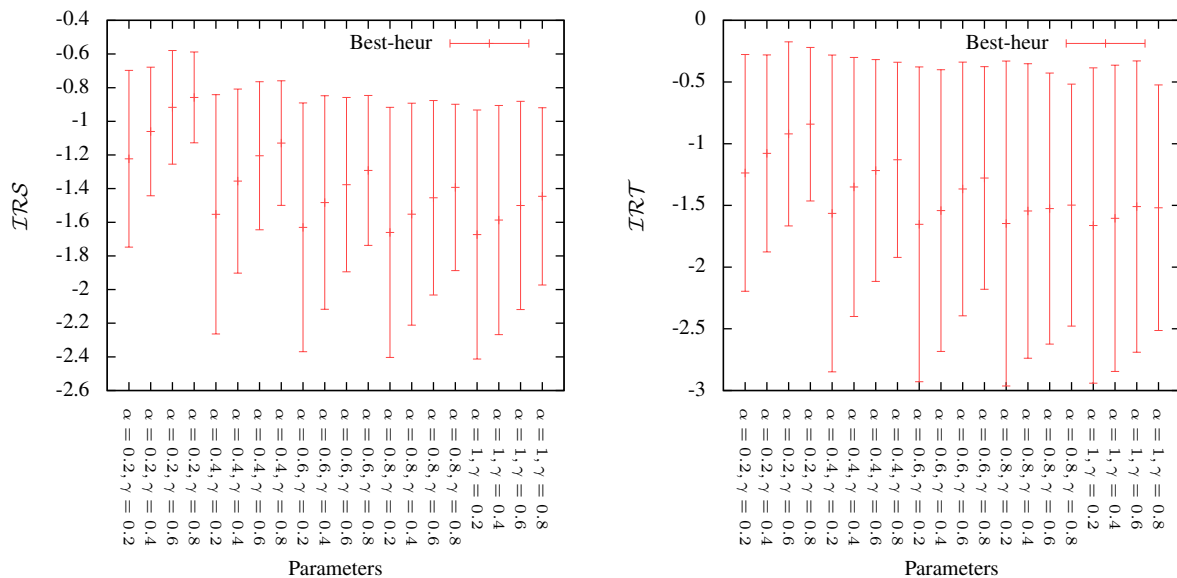 -0.4
-0.6
-0.8
-1
-1.2
-1.4
-1.6
-1.8
-2
-2.2
-2.4
-2.6
IRS
Best-heur
α = 0.2, γ = 0.2
α = 0.2, γ = 0.4
α = 0.2, γ = 0.6
α = 0.2, γ = 0.8
α = 0.4, γ = 0.2
α = 0.4, γ = 0.4
α = 0.4, γ = 0.6
α = 0.4, γ = 0.8
α = 0.6, γ = 0.2
α = 0.6, γ = 0.4
α = 0.6, γ = 0.6
α = 0.6, γ = 0.8
α = 0.8, γ = 0.2
α = 0.8, γ = 0.4
α = 0.8, γ = 0.6
α = 0.8, γ = 0.8
α = 1, γ = 0.2
α = 1, γ = 0.4
α = 1, γ = 0.6
α = 1, γ = 0.8
Parameters
0
-0.5
-1
-1.5
-2
-2.5
-3
IRT
Best-heur
α = 0.2, γ = 0.2
α = 0.2, γ = 0.4
α = 0.2, γ = 0.6
α = 0.2, γ = 0.8
α = 0.4, γ = 0.2
α = 0.4, γ = 0.4
α = 0.4, γ = 0.6
α = 0.4, γ = 0.8
α = 0.6, γ = 0.2
α = 0.6, γ = 0.4
α = 0.6, γ = 0.6
α = 0.6, γ = 0.8
α = 0.8, γ = 0.2
α = 0.8, γ = 0.4
α = 0.8, γ = 0.6
α = 0.8, γ = 0.8
α = 1, γ = 0.2
α = 1, γ = 0.4
α = 1, γ = 0.6
α = 1, γ = 0.8
Parameters